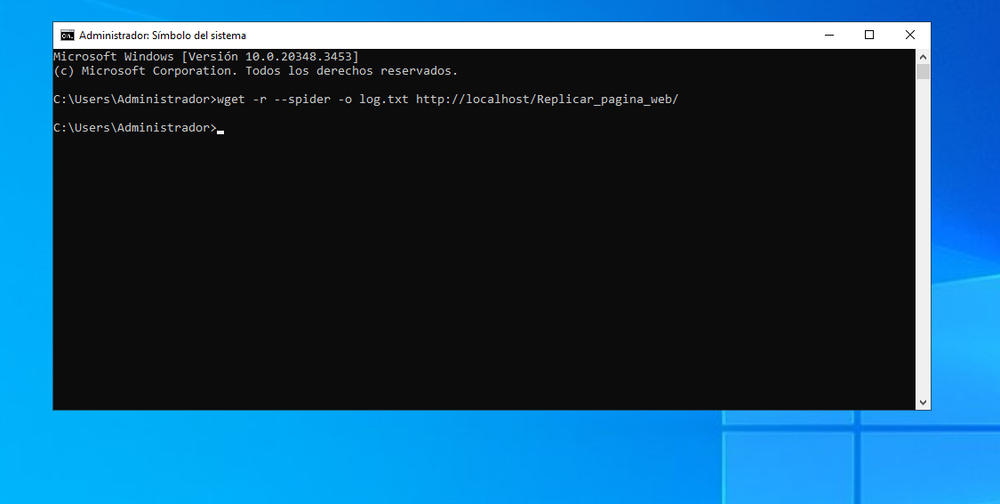 Administrador: Símbolo del sistema
Microsoft Windows [Versión 10.0.20348.3453]
(c) Microsoft Corporation. Todos los derechos reservados.
C:\Users\Administrador>wget -r --spider -o log.txt http://localhost/Replicar_pagina_web/
C:\Users\Administrador>